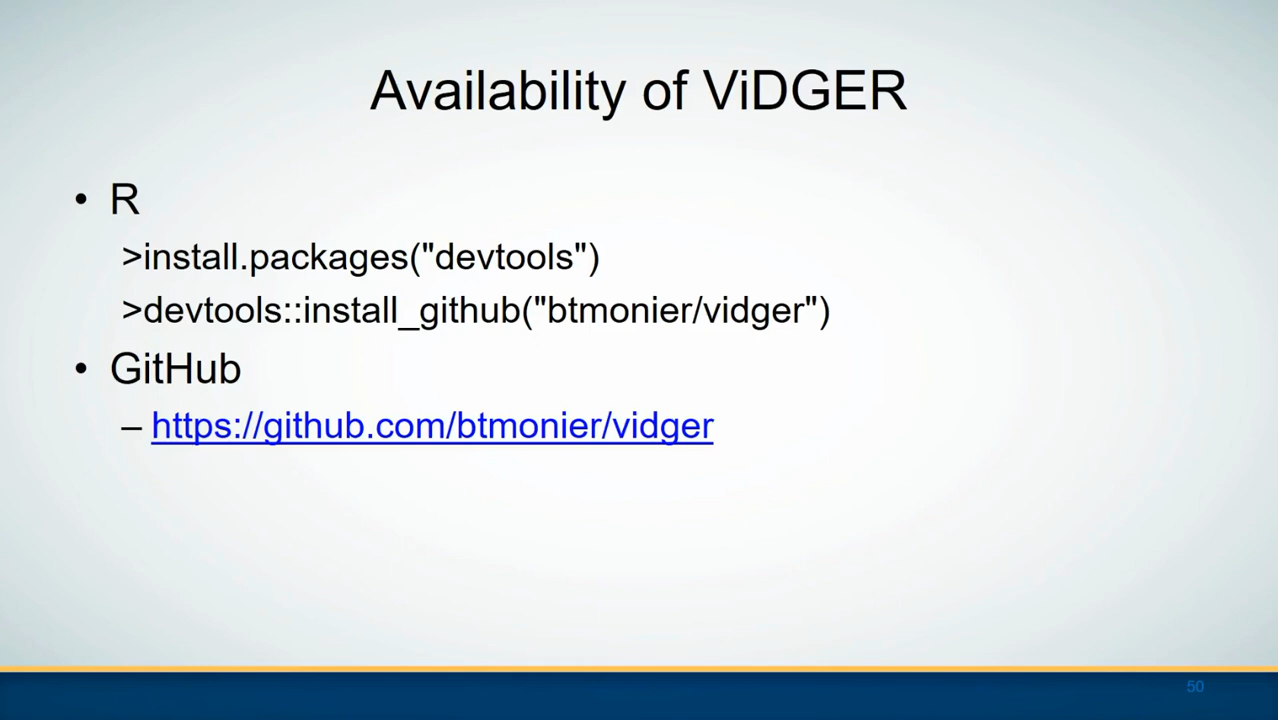 Availability of ViDGER
• R
>install.packages("devtools")
>devtools::install_github("btmonier/vidger")
• GitHub
– https://github.com/btmonier/vidger
50